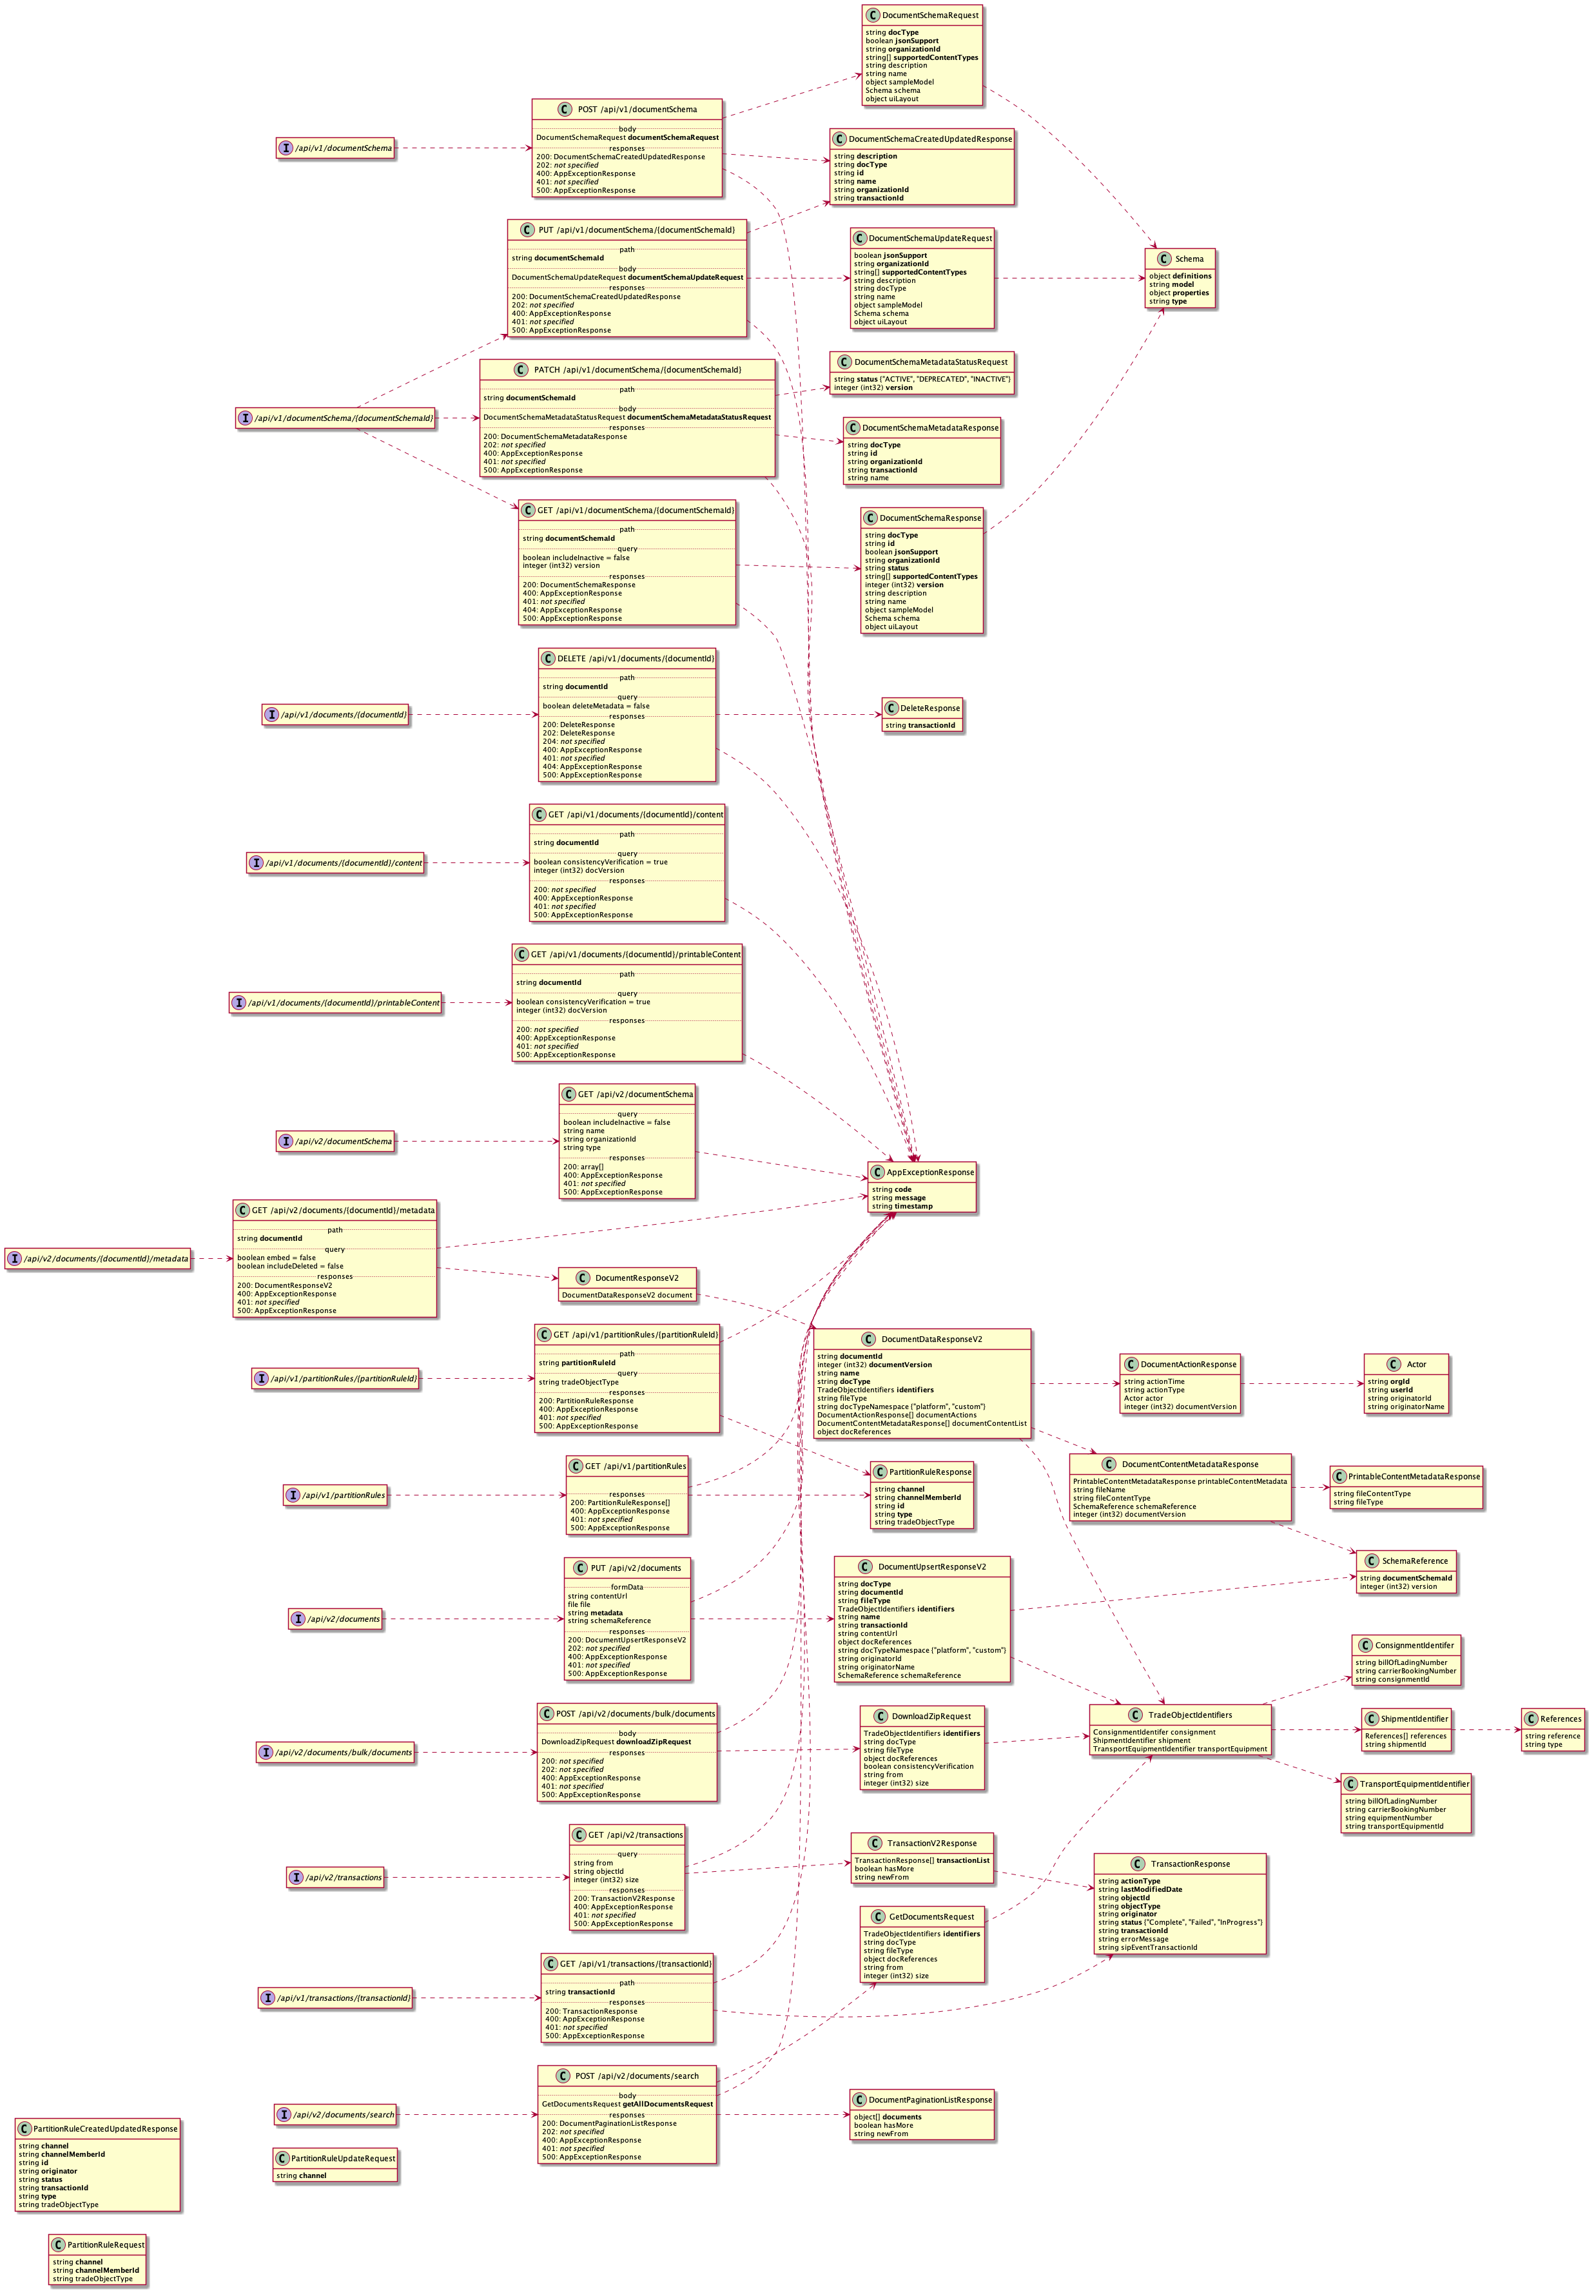 /api/v1/documentSchema
POST /api/v1/documentSchema
body
DocumentSchemaRequest documentSchemaRequest
responses
200: DocumentSchemaCreatedUpdatedResponse
202: not specified
400: AppExceptionResponse
401: not specified
500: AppExceptionResponse
DocumentSchemaRequest
string docType
boolean jsonSupport
string organizationId
string[] supportedContentTypes
string description
string name
object sampleModel
Schema schema
object uiLayout
DocumentSchemaCreatedUpdatedResponse
string description
string docType
string id
string name
string organizationId
string transactionId
/api/v1/documentSchema/{documentSchemaId}
PUT /api/v1/documentSchema/{documentSchemaId}
path
string documentSchemaId
body
DocumentSchemaUpdateRequest documentSchemaUpdateRequest
responses
200: DocumentSchemaCreatedUpdatedResponse
202: not specified
400: AppExceptionResponse
401: not specified
500: AppExceptionResponse
DocumentSchemaUpdateRequest
boolean jsonSupport
string organizationId
string[] supportedContentTypes
string description
string docType
string name
object sampleModel
Schema schema
object uiLayout
Schema
object definitions
string model
object properties
string type
PATCH /api/v1/documentSchema/{documentSchemaId}
path
string documentSchemaId
body
DocumentSchemaMetadataStatusRequest documentSchemaMetadataStatusRequest
responses
200: DocumentSchemaMetadataResponse
202: not specified
400: AppExceptionResponse
401: not specified
500: AppExceptionResponse
DocumentSchemaMetadataStatusRequest
string status {"ACTIVE", "DEPRECATED", "INACTIVE"}
integer (int32) version
DocumentSchemaMetadataResponse
string docType
string id
string organizationId
string transactionId
string name
GET /api/v1/documentSchema/{documentSchemaId}
path
string documentSchemaId
query
boolean includeInactive = false
integer (int32) version
responses
200: DocumentSchemaResponse
400: AppExceptionResponse
401: not specified
404: AppExceptionResponse
500: AppExceptionResponse
DocumentSchemaResponse
string docType
string id
boolean jsonSupport
string organizationId
string status
string[] supportedContentTypes
integer (int32) version
string description
string name
object sampleModel
Schema schema
object uiLayout
/api/v1/documents/{documentId}
DELETE /api/v1/documents/{documentId}
path
string documentId
query
boolean deleteMetadata = false
responses
200: DeleteResponse
202: DeleteResponse
204: not specified
400: AppExceptionResponse
401: not specified
404: AppExceptionResponse
500: AppExceptionResponse
DeleteResponse
string transactionId
/api/v1/documents/{documentId}/content
GET /api/v1/documents/{documentId}/content
path
string documentId
query
boolean consistencyVerification = true
integer (int32) docVersion
responses
200: not specified
400: AppExceptionResponse
401: not specified
500: AppExceptionResponse
/api/v1/documents/{documentId}/printableContent
GET /api/v1/documents/{documentId}/printableContent
path
string documentId
query
boolean consistencyVerification = true
integer (int32) docVersion
responses
200: not specified
400: AppExceptionResponse
401: not specified
500: AppExceptionResponse
/api/v2/documentSchema
GET /api/v2/documentSchema
query
boolean includeInactive = false
string name
string organizationId
string type
responses
200: array[]
400: AppExceptionResponse
401: not specified
500: AppExceptionResponse
AppExceptionResponse
string code
string message
string timestamp
/api/v2/documents/{documentId}/metadata
GET /api/v2/documents/{documentId}/metadata
path
string documentId
query
boolean embed = false
boolean includeDeleted = false
responses
200: DocumentResponseV2
400: AppExceptionResponse
401: not specified
500: AppExceptionResponse
DocumentResponseV2
DocumentDataResponseV2 document
/api/v1/partitionRules/{partitionRuleId}
GET /api/v1/partitionRules/{partitionRuleId}
path
string partitionRuleId
query
string tradeObjectType
responses
200: PartitionRuleResponse
400: AppExceptionResponse
401: not specified
500: AppExceptionResponse
DocumentDataResponseV2
string documentId
integer (int32) documentVersion
string name
string docType
TradeObjectIdentifiers identifiers
string fileType
string docTypeNamespace {"platform", "custom"}
DocumentActionResponse[] documentActions
DocumentContentMetadataResponse[] documentContentList
object docReferences
DocumentActionResponse
string actionTime
string actionType
Actor actor
integer (int32) documentVersion
Actor
string orgId
string userId
string originatorId
string originatorName
/api/v1/partitionRules
GET /api/v1/partitionRules
responses
200: PartitionRuleResponse[]
400: AppExceptionResponse
401: not specified
500: AppExceptionResponse
PartitionRuleResponse
string channel
string channelMemberId
string id
string type
string tradeObjectType
DocumentContentMetadataResponse
PrintableContentMetadataResponse printableContentMetadata
string fileName
string fileContentType
SchemaReference schemaReference
integer (int32) documentVersion
PrintableContentMetadataResponse
string fileContentType
string fileType
SchemaReference
string documentSchemaId
integer (int32) version
/api/v2/documents
PUT /api/v2/documents
formData
string contentUrl
file file
string metadata
string schemaReference
responses
200: DocumentUpsertResponseV2
202: not specified
400: AppExceptionResponse
401: not specified
500: AppExceptionResponse
DocumentUpsertResponseV2
string docType
string documentId
string fileType
TradeObjectIdentifiers identifiers
string name
string transactionId
string contentUrl
object docReferences
string docTypeNamespace {"platform", "custom"}
string originatorId
string originatorName
SchemaReference schemaReference
ConsignmentIdentifer
string billOfLadingNumber
string carrierBookingNumber
string consignmentId
/api/v2/documents/bulk/documents
POST /api/v2/documents/bulk/documents
body
DownloadZipRequest downloadZipRequest
responses
200: not specified
202: not specified
400: AppExceptionResponse
401: not specified
500: AppExceptionResponse
DownloadZipRequest
TradeObjectIdentifiers identifiers
string docType
string fileType
object docReferences
boolean consistencyVerification
string from
integer (int32) size
TradeObjectIdentifiers
ConsignmentIdentifer consignment
ShipmentIdentifier shipment
TransportEquipmentIdentifier transportEquipment
ShipmentIdentifier
References[] references
string shipmentId
References
string reference
string type
TransportEquipmentIdentifier
string billOfLadingNumber
string carrierBookingNumber
string equipmentNumber
string transportEquipmentId
/api/v2/transactions
GET /api/v2/transactions
query
string from
string objectId
integer (int32) size
responses
200: TransactionV2Response
400: AppExceptionResponse
401: not specified
500: AppExceptionResponse
TransactionV2Response
TransactionResponse[] transactionList
boolean hasMore
string newFrom
TransactionResponse
string actionType
string lastModifiedDate
string objectId
string objectType
string originator
string status {"Complete", "Failed", "InProgress"}
string transactionId
string errorMessage
string sipEventTransactionId
GetDocumentsRequest
TradeObjectIdentifiers identifiers
string docType
string fileType
object docReferences
string from
integer (int32) size
/api/v1/transactions/{transactionId}
GET /api/v1/transactions/{transactionId}
path
string transactionId
responses
200: TransactionResponse
400: AppExceptionResponse
401: not specified
500: AppExceptionResponse
/api/v2/documents/search
POST /api/v2/documents/search
body
GetDocumentsRequest getAllDocumentsRequest
responses
200: DocumentPaginationListResponse
202: not specified
400: AppExceptionResponse
401: not specified
500: AppExceptionResponse
DocumentPaginationListResponse
object[] documents
boolean hasMore
string newFrom
PartitionRuleCreatedUpdatedResponse
string channel
string channelMemberId
string id
string originator
string status
string transactionId
string type
string tradeObjectType
PartitionRuleUpdateRequest
string channel
PartitionRuleRequest
string channel
string channelMemberId
string tradeObjectType